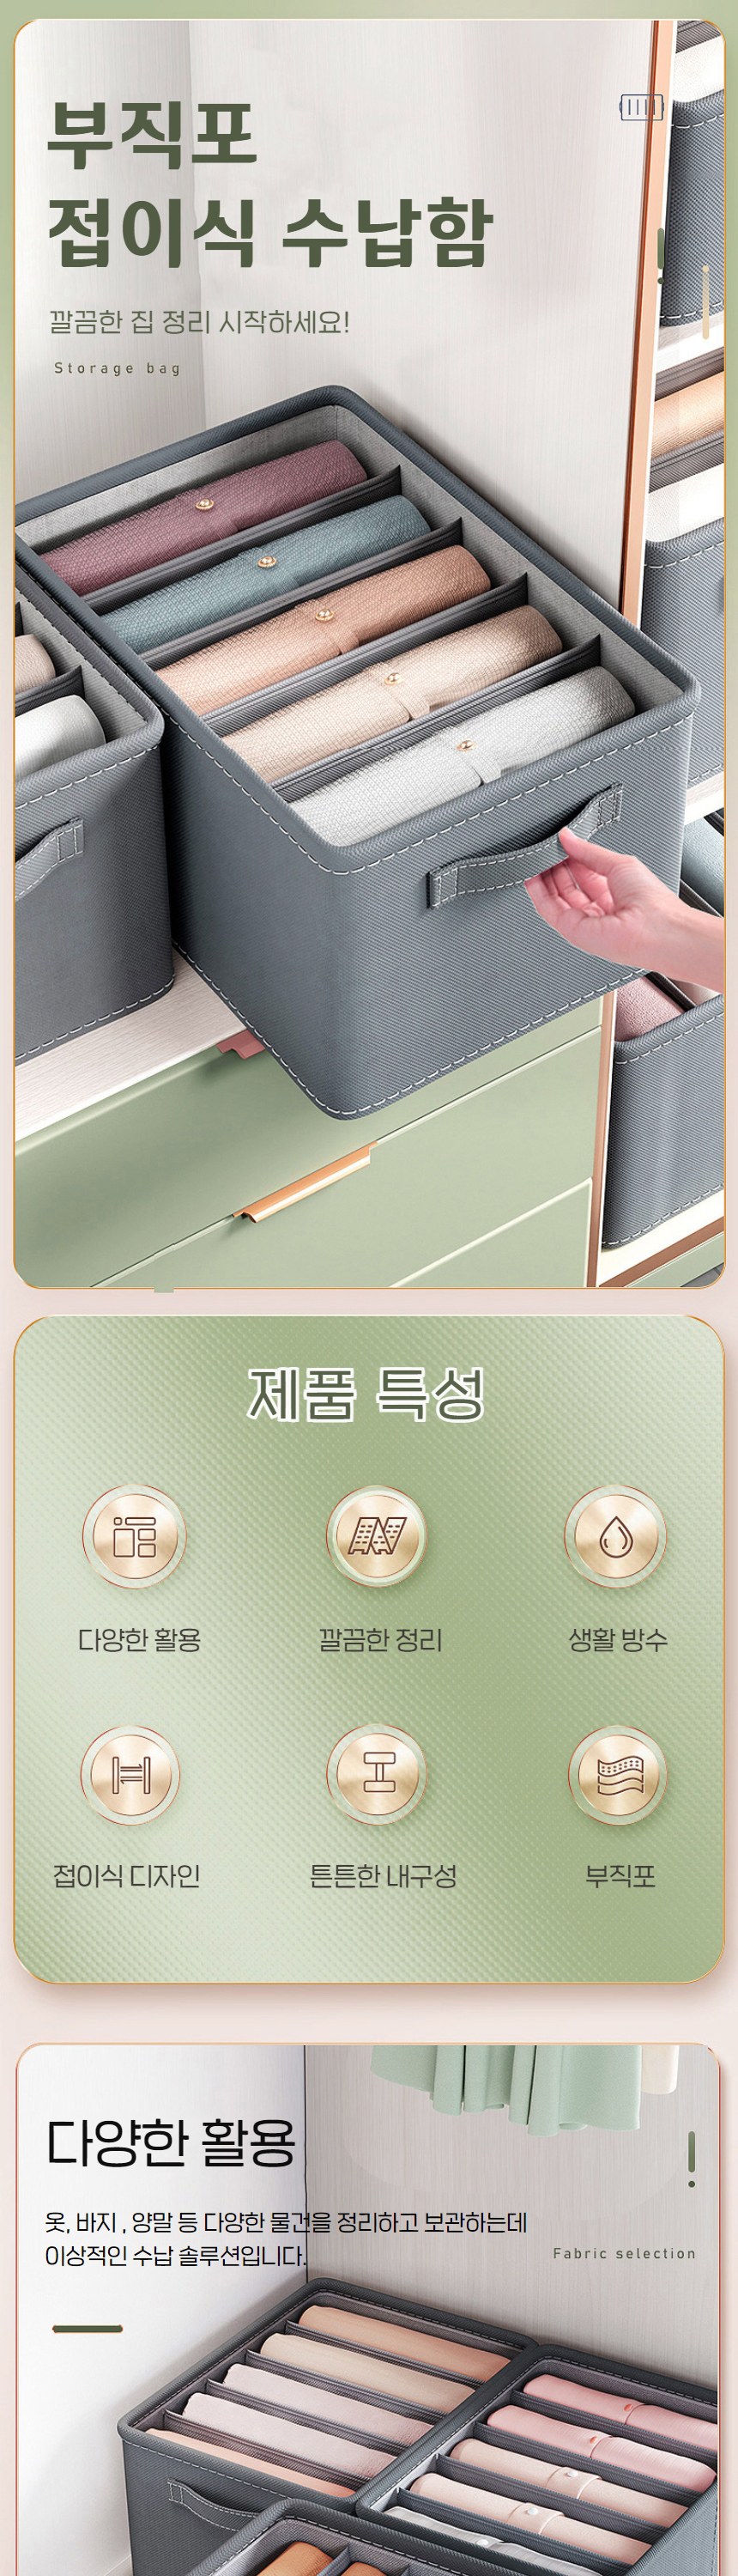 부직포
접이식 수납함
깔끔한 집 정리 시작하세요!
Storage bag
제품 특성
다양한 활용
깔끔한 정리
생활 방수
접이식 디자인
튼튼한 내구성
부직포
다양한 활용
옷, 바지 , 양말 등 다양한 물건을 정리하고 보관하는데
이상적인 수납 솔루션입니다.
Fabric selection